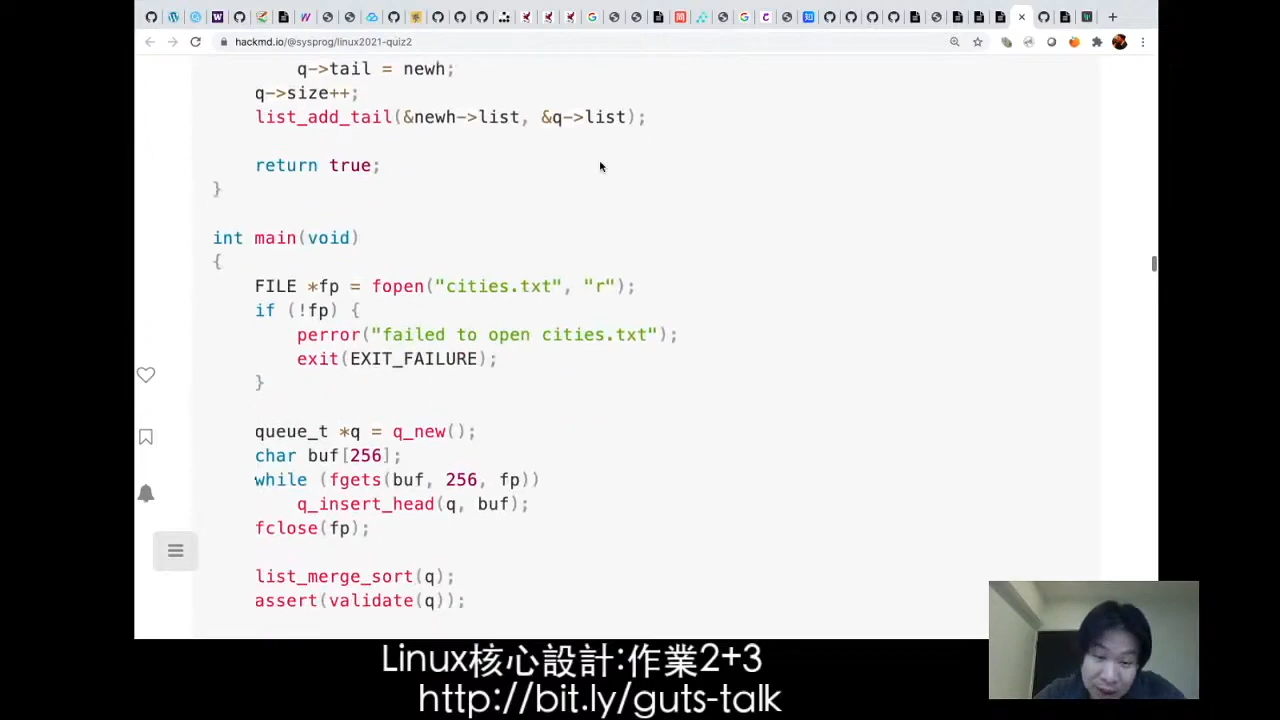 hackmd.io/@sysprog/linux2021-quiz2
q->tail = newh;
q->size++;
list_add_tail(&newh->list, &q->list);
return true;
}
int main(void)
{
FILE *fp = fopen("cities.txt", "r");
if (!fp) {
perror("failed to open cities.txt");
exit(EXIT_FAILURE);
}
queue_t *q = q_new();
char buf[256];
while (fgets(buf, 256, fp))
q_insert_head(q, buf);
fclose(fp);
list_merge_sort(q);
assert(validate(q));
Linux核心設計:作業2+3
http://bit.ly/guts-talk